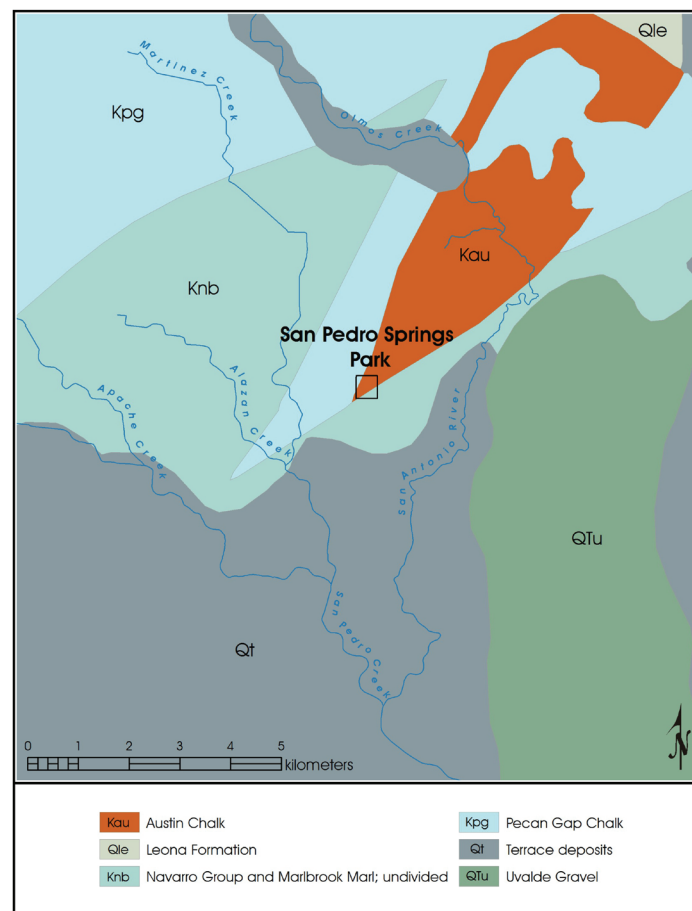 Qle
Martinez Creek
Kpg
Olmos Creek
Kau
Knb
San Pedro Springs
Park
Apache Creek
Alazan Creek
San Antonio River
QTu
San Pedro Creek
Qt
N
0 1 2 3 4 5
kilometers
Kau Austin Chalk
Qle Leona Formation
Knb Navarro Group and Marlbrook Marl; undivided
Kpg Pecan Gap Chalk
Qt Terrace deposits
QTu Uvalde Gravel